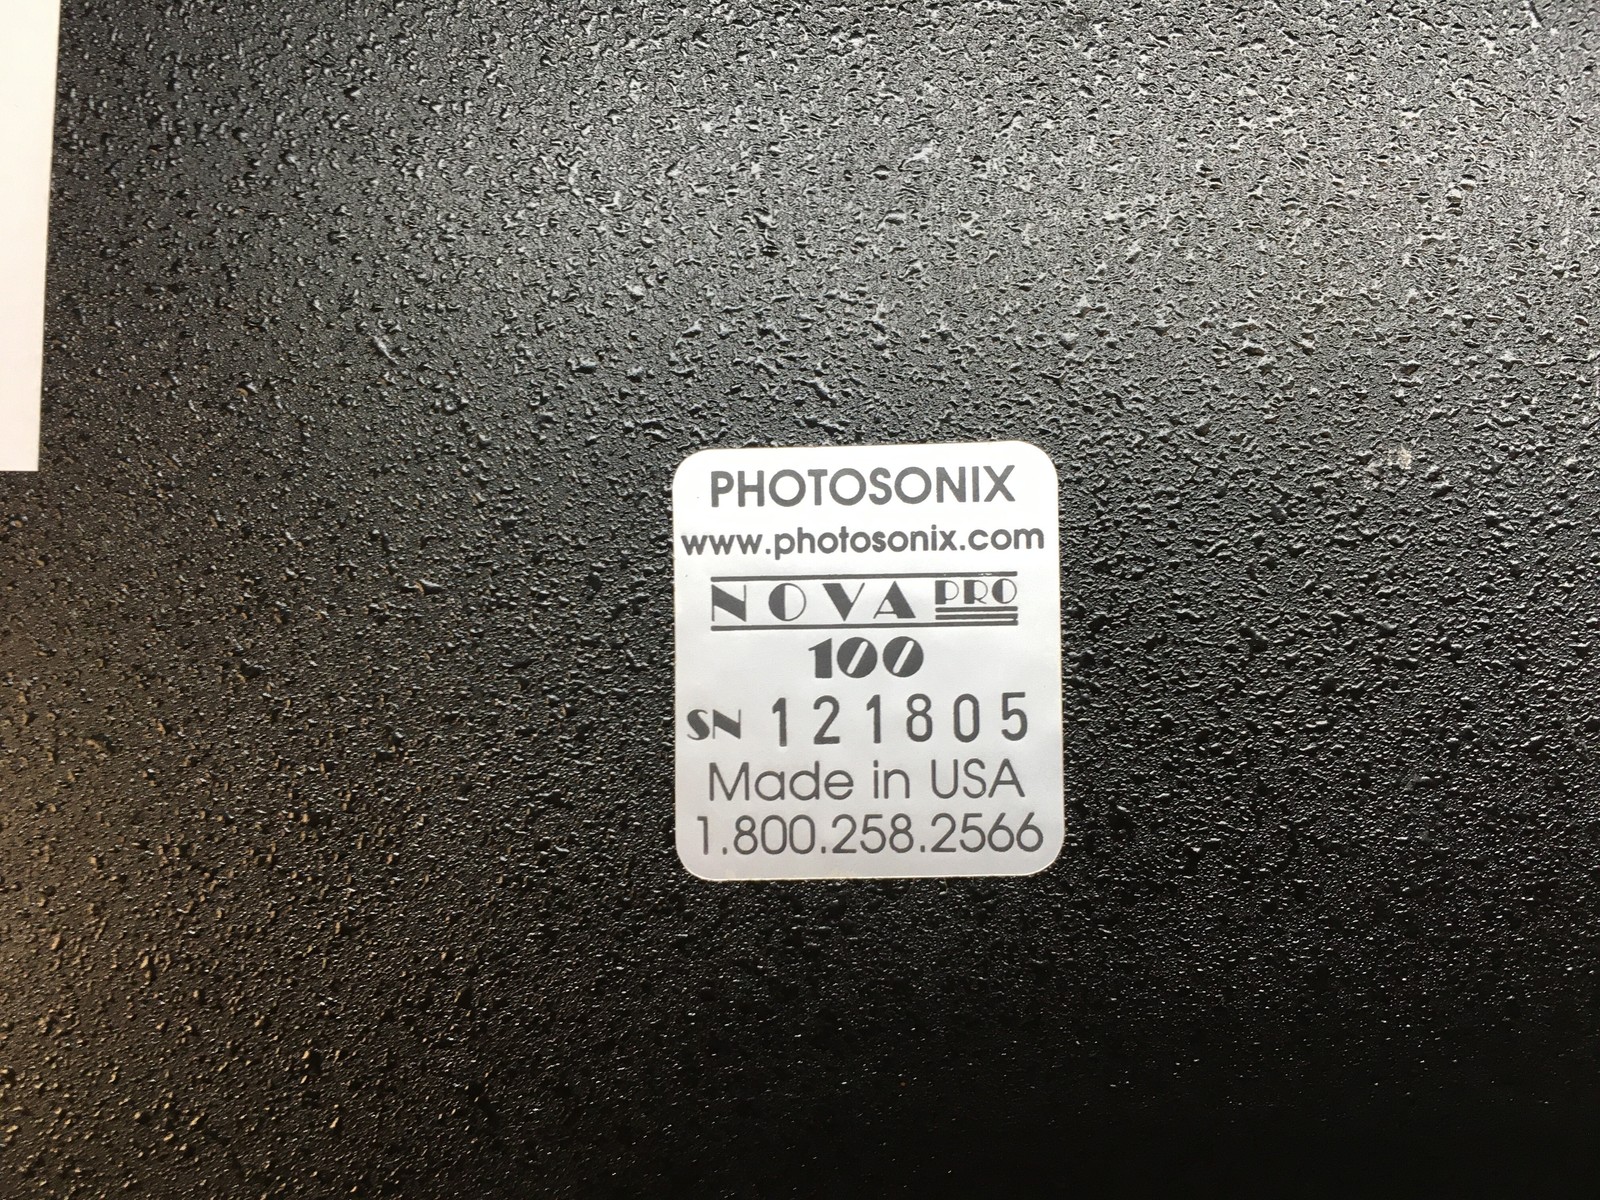 PHOTOSONIX
www.photosonix.com
NOVA PRO
100
SN 121805
Made in USA
1.800.258.2566